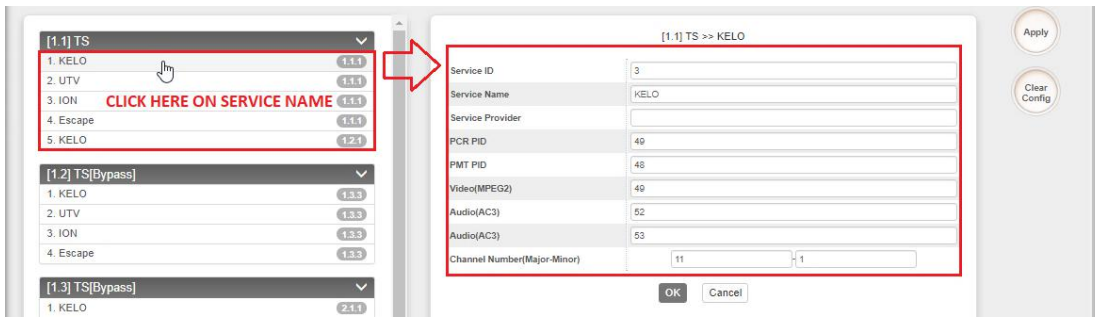 [1.1] TS
1. KELO 1.1.1
2. UTV 1.1.1
3. ION 1.1.1
CLICK HERE ON SERVICE NAME
4. Escape 1.1.1
5. KELO 1.2.1
[1.2] TS[Bypass]
1. KELO 1.3.3
2. UTV 1.3.3
3. ION 1.3.3
4. Escape 1.3.3
[1.3] TS[Bypass]
1. KELO 2.1.1
[1.1] TS >> KELO
Service ID 3
Service Name KELO
Service Provider
PCR PID 49
PMT PID 48
Video(MPEG2) 49
Audio(AC3) 52
Audio(AC3) 53
Channel Number(Major-Minor) 11 - 1
OK Cancel
Apply
Clear
Config